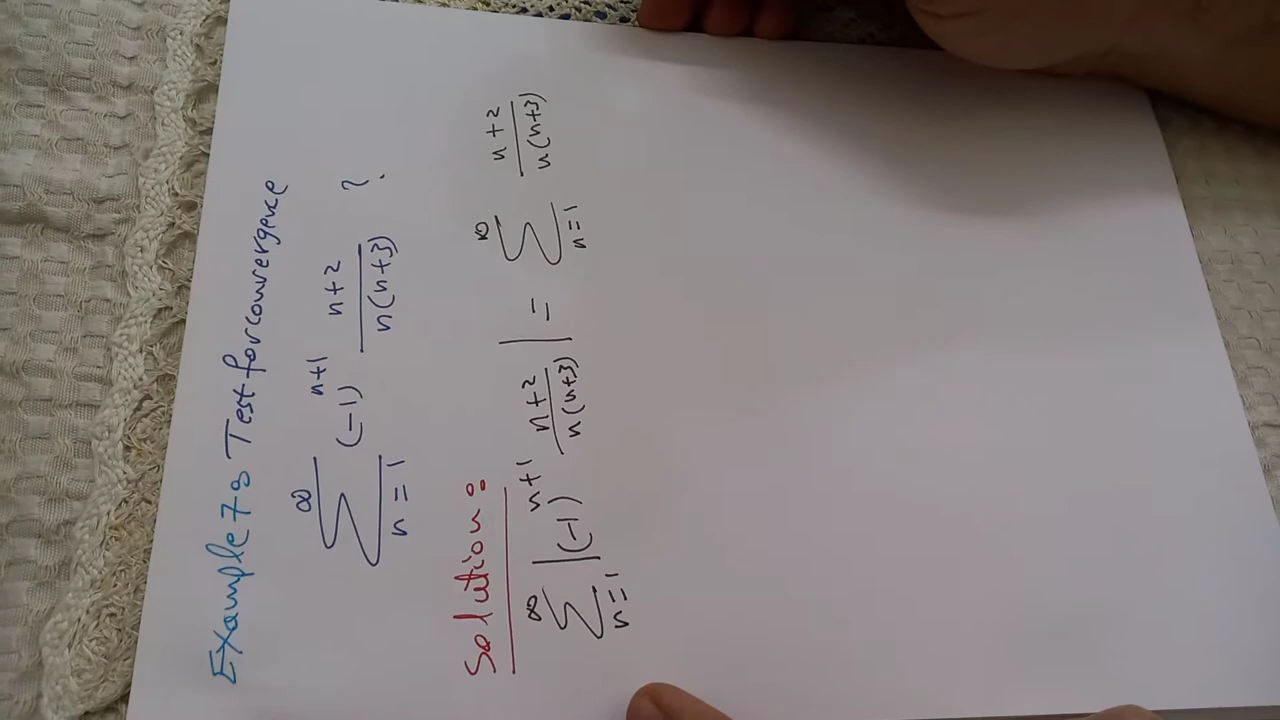 Example 7: Test for convergence
∞ ∑ n=1 (-1)^(n+1) (n+2)/(n(n+3)) ?
Solution:
∞ ∑ n=1 |(-1)^(n+1) (n+2)/(n(n+3))| = ∞ ∑ n=1 (n+2)/(n(n+3))